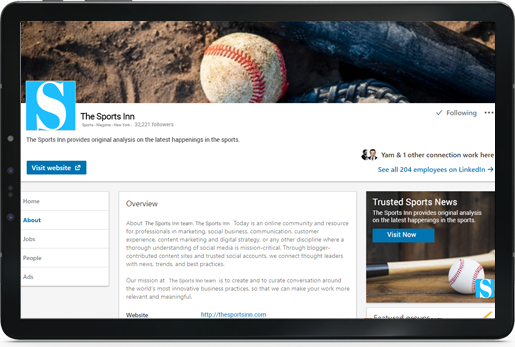 S
The Sports Inn
Sports • Magzine • New York • 32,221 followers
Following
The Sports Inn provides original analysis on the latest happenings in the sports.
Yam & 1 other connection work here
Visit website
See all 204 employees on LinkedIn →
Home
About
Jobs
People
Ads
Overview
About The Sports Inn team: The Sports Inn Today is an online community and resource
for professionals in marketing, social business, communication, customer
experience, content marketing and digital strategy, or any other discipline where a
thorough understanding of social media is mission-critical. Through blogger-
contributed content sites and trusted social accounts, we connect thought leaders
with news, trends, and best practices.
Our mission at The Sports Inn team is to create and to curate conversation around
the world's most innovative business practices, so that we can make your work more
relevant and meaningful.
Website
http://thesportsinn.com
Trusted Sports News
The Sports Inn provides original analysis
on the latest happenings in the sports.
Visit Now
S
Featured groups